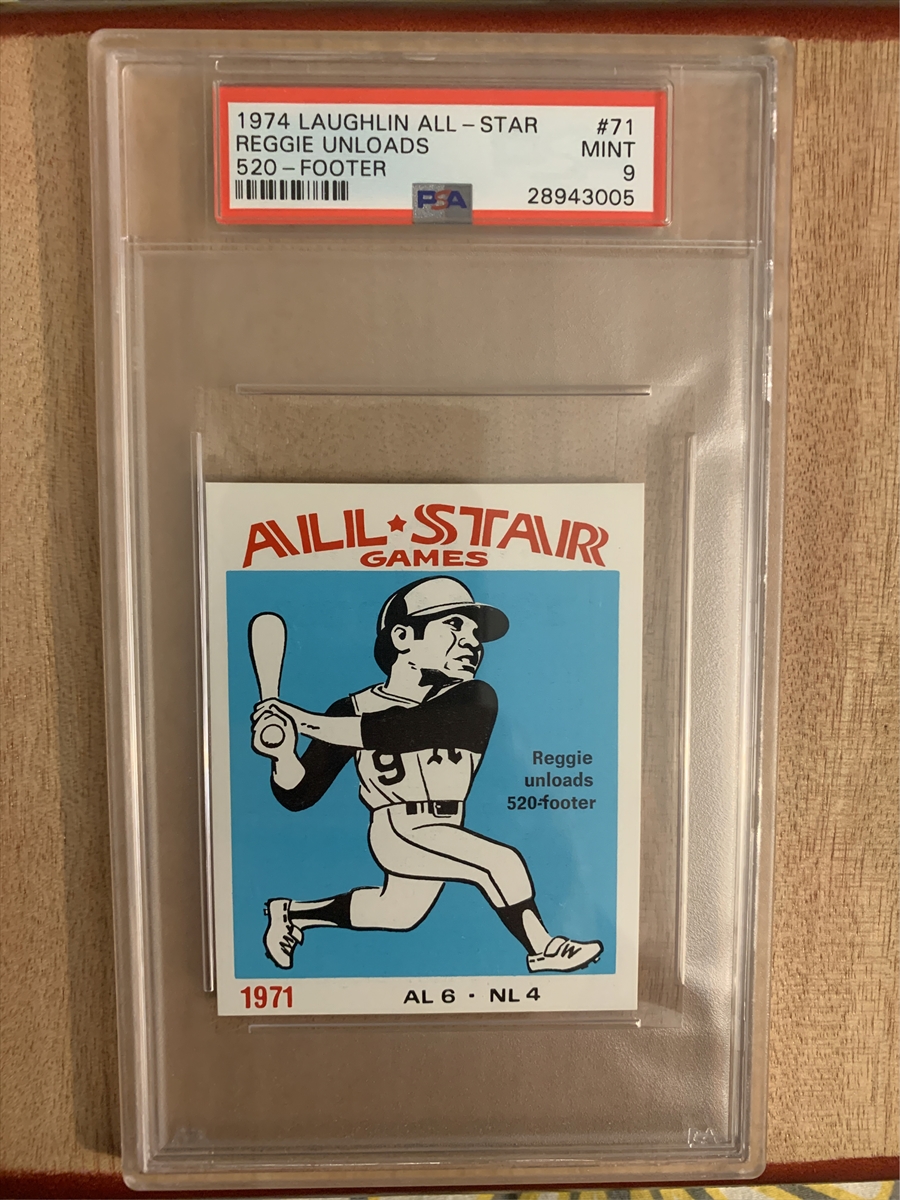 1974 LAUGHLIN ALL-STAR #71
REGGIE UNLOADS MINT
520-FOOTER 9
PSA 28943005
ALL★STAR
GAMES
9
Reggie
unloads
520-footer
1971 AL 6 · NL 4